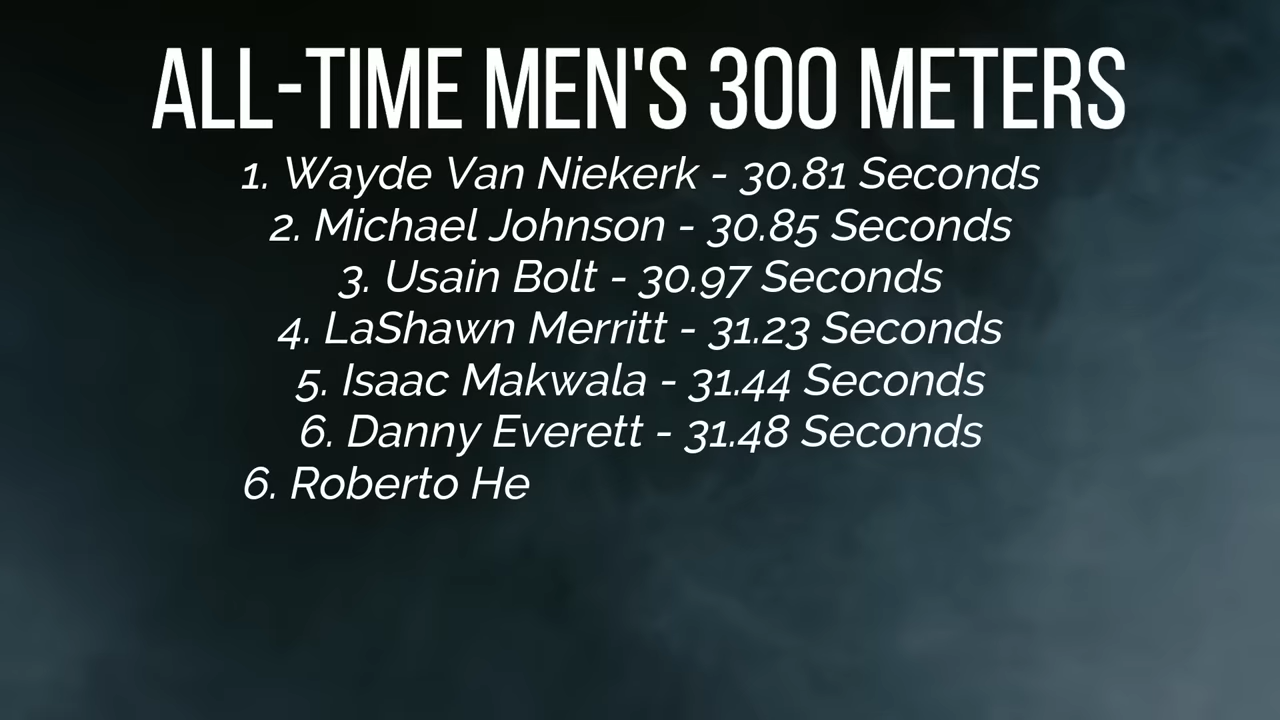 ALL-TIME MEN'S 300 METERS
1. Wayde Van Niekerk - 30.81 Seconds
2. Michael Johnson - 30.85 Seconds
3. Usain Bolt - 30.97 Seconds
4. LaShawn Merritt - 31.23 Seconds
5. Isaac Makwala - 31.44 Seconds
6. Danny Everett - 31.48 Seconds
6. Roberto He